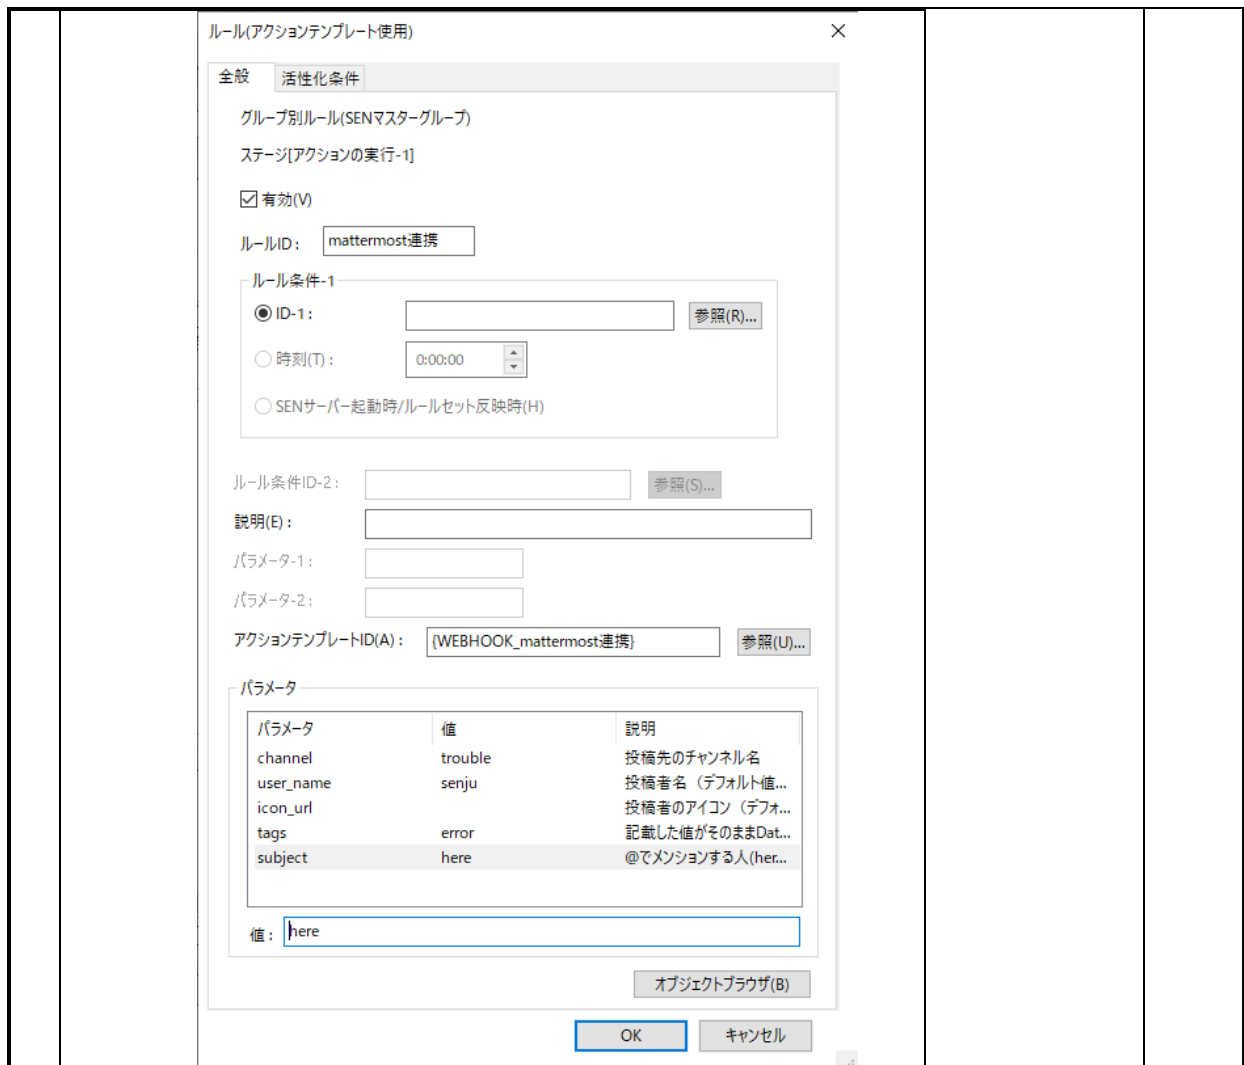 ルール(アクションテンプレート使用)
全般 活性化条件
グループ別ルール(SENマスターグループ)
ステージ[アクションの実行-1]
有効(V)
ルールID: mattermost連携
ルール条件-1
ID-1: 参照(R)...
時刻(T): 0:00:00
SENサーバー起動時/ルールセット反映時(H)
ルール条件ID-2: 参照(S)...
説明(E):
パラメータ-1:
パラメータ-2:
アクションテンプレートID(A): {WEBHOOK_mattermost連携} 参照(U)...
パラメータ
パラメータ 値 説明
channel trouble 投稿先のチャンネル名
user_name senju 投稿者名（デフォルト値...
icon_url 投稿者のアイコン（デフォ...
tags error 記載した値がそのままDat...
subject here @でメンションする人(her...
値: here
オブジェクトブラウザ(B)
OK キャンセル